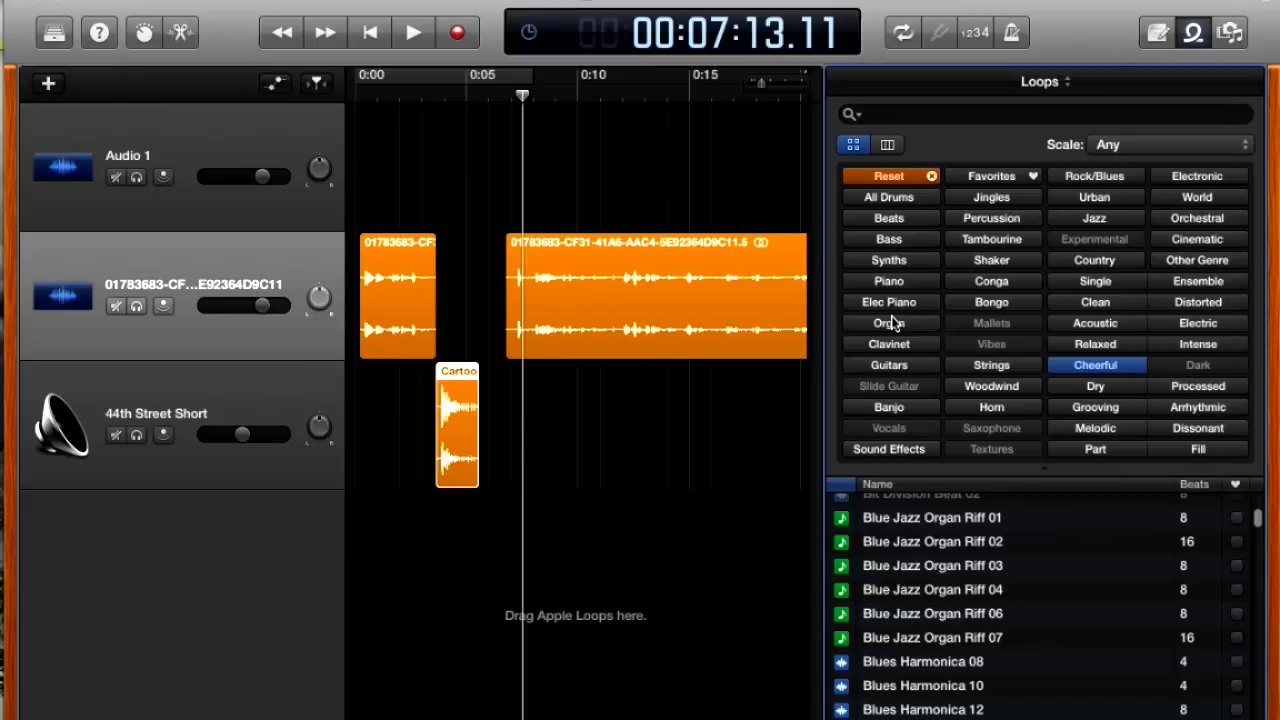 00:07:13.11
1234
0:00 0:05 0:10 0:15
Loops
Audio 1
01783683-CF...E92364D9C11
44th Street Short
01783683-CF3
01783683-CF31-41A6-AAC4-5E92364D9C11.5
Cartoo
Drag Apple Loops here.
Scale: Any
Reset Favorites Rock/Blues Electronic
All Drums Jingles Urban World
Beats Percussion Jazz Orchestral
Bass Tambourine Experimental Cinematic
Synths Shaker Country Other Genre
Piano Conga Single Ensemble
Elec Piano Bongo Clean Distorted
Organ Mallets Acoustic Electric
Clavinet Vibes Relaxed Intense
Guitars Strings Cheerful Dark
Slide Guitar Woodwind Dry Processed
Banjo Horn Grooving Arrhythmic
Vocals Saxophone Melodic Dissonant
Sound Effects Textures Part Fill
Name Beats
Bit Division Beat 02 8
Blue Jazz Organ Riff 01 8
Blue Jazz Organ Riff 02 16
Blue Jazz Organ Riff 03 8
Blue Jazz Organ Riff 04 8
Blue Jazz Organ Riff 06 8
Blue Jazz Organ Riff 07 16
Blues Harmonica 08 4
Blues Harmonica 10 4
Blues Harmonica 12 8